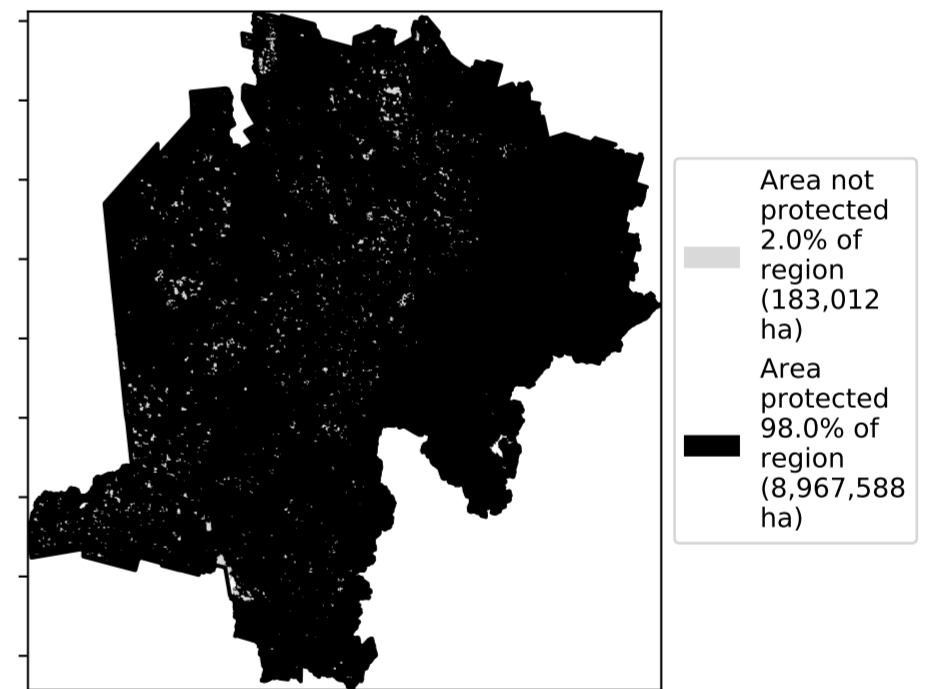 Area not
protected
2.0% of
region
(183,012
ha)
Area
protected
98.0% of
region
(8,967,588
ha)